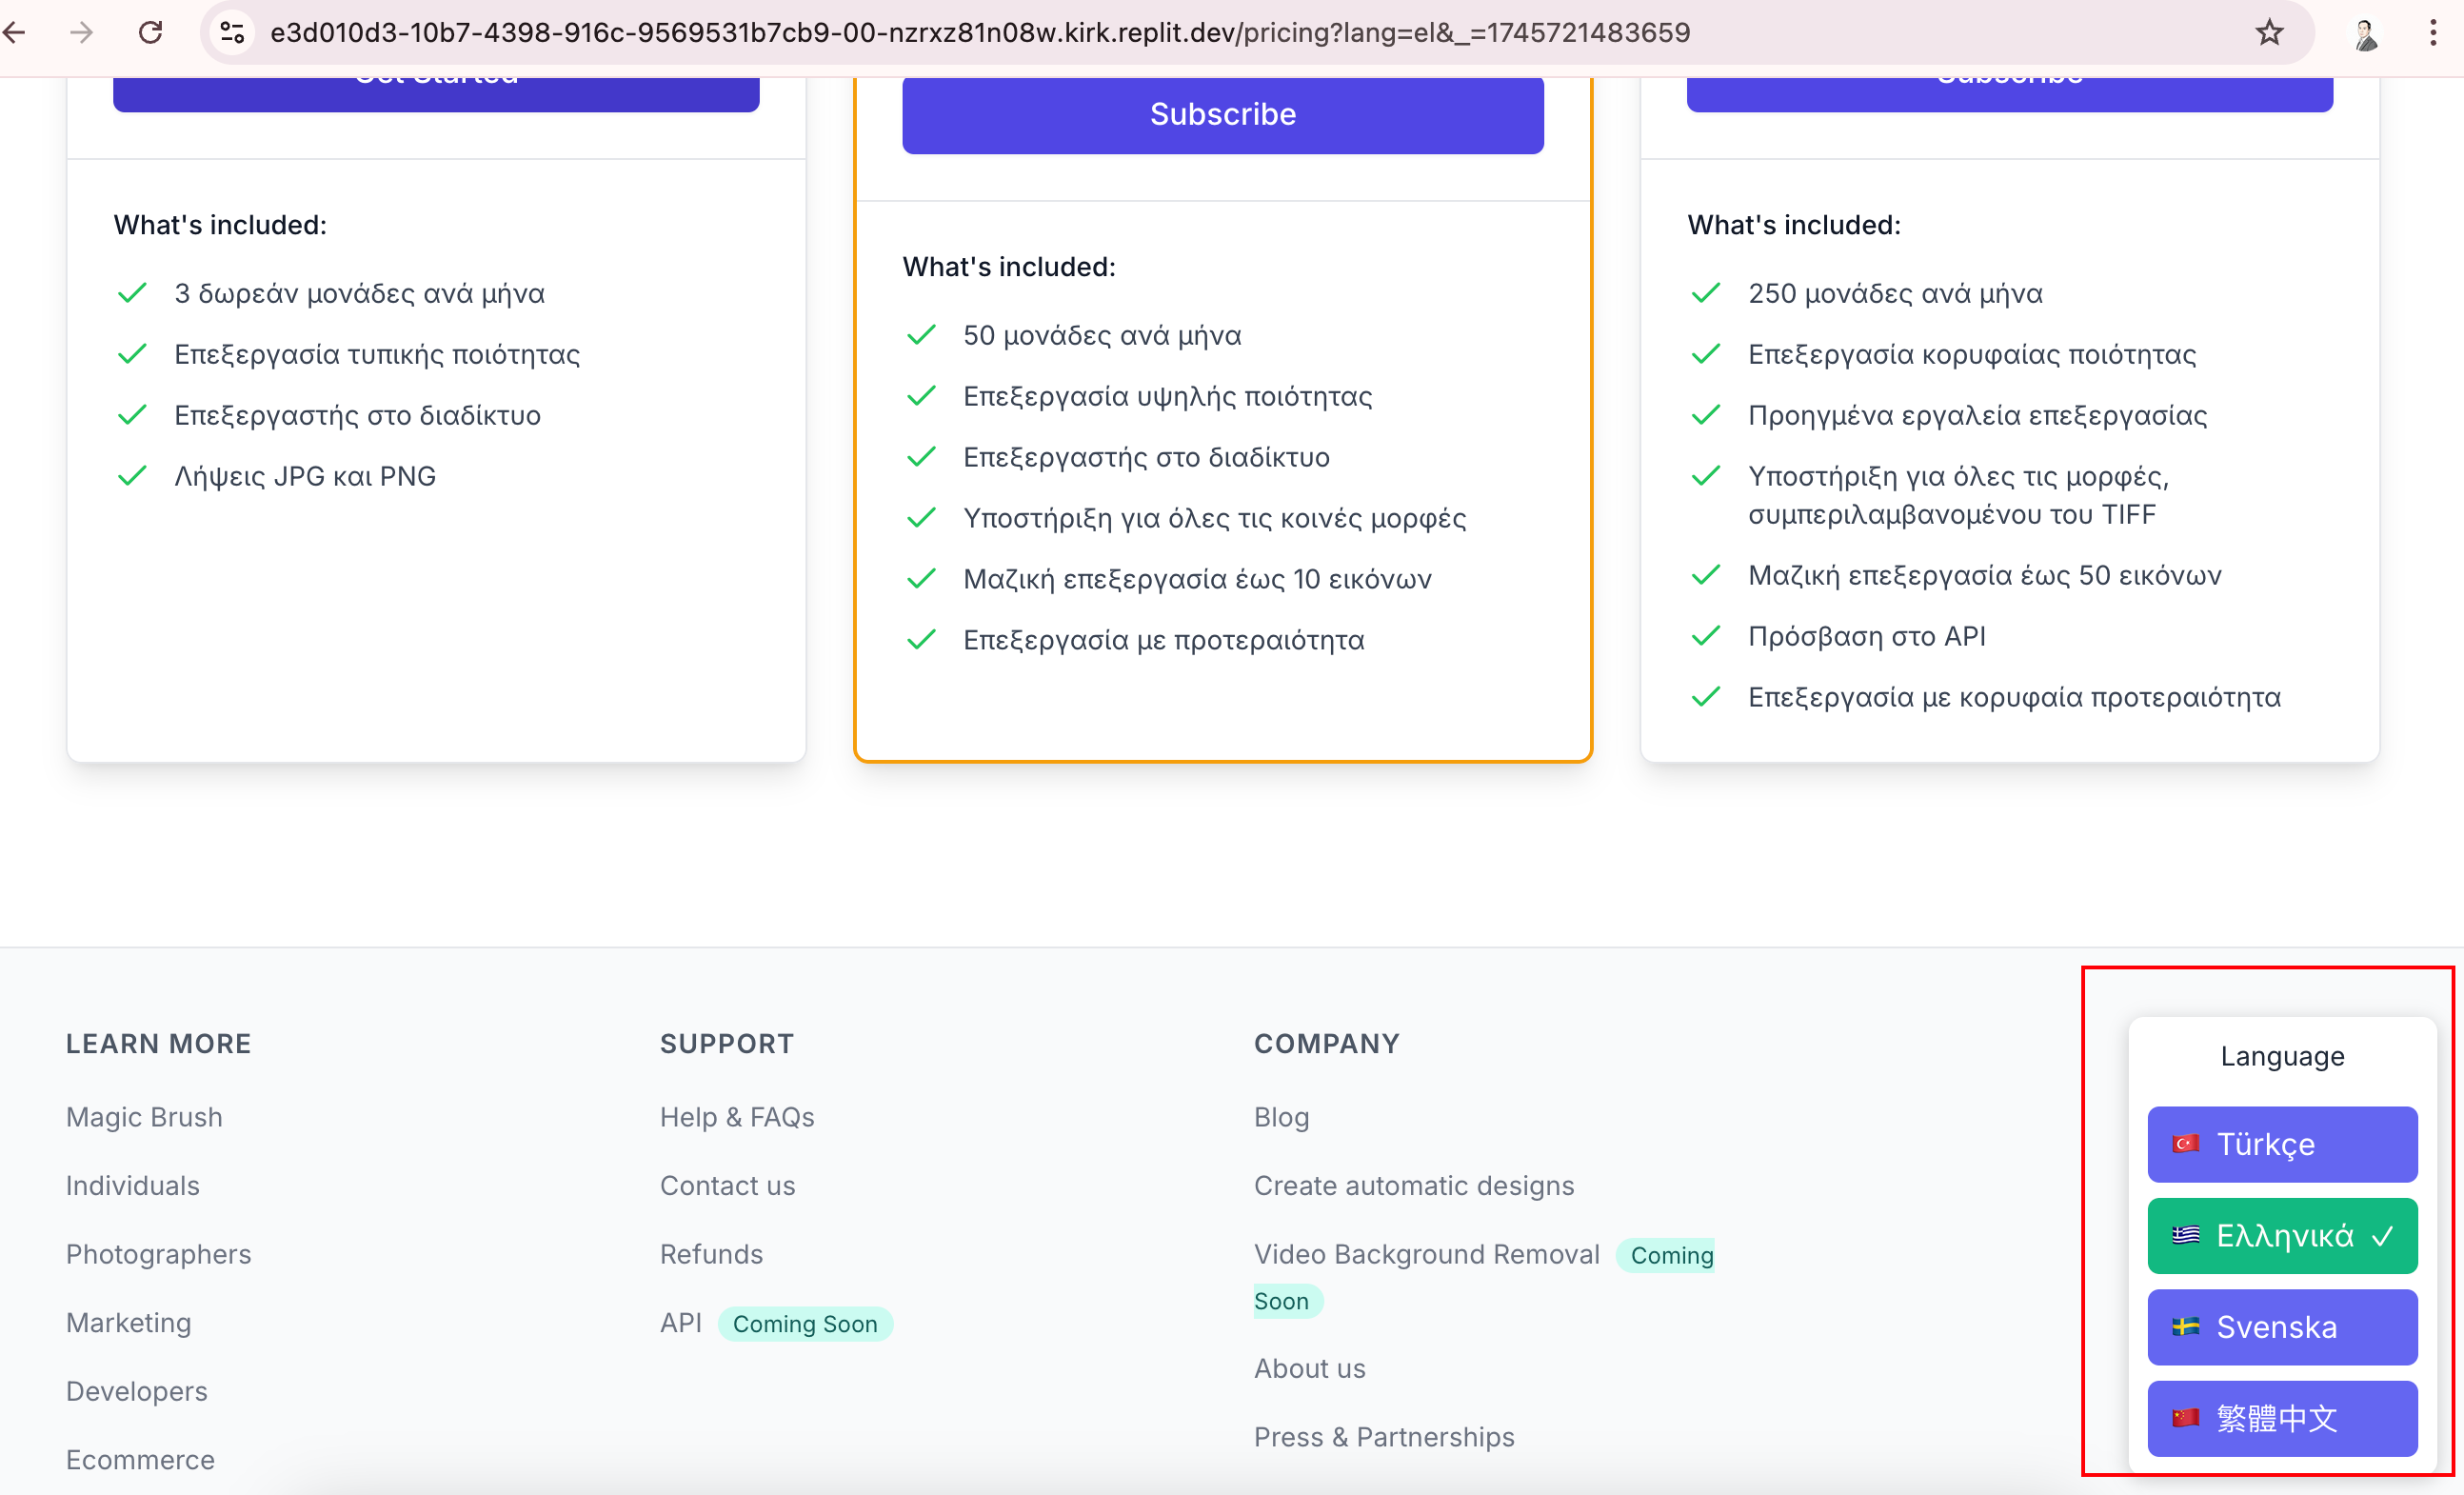 e3d010d3-10b7-4398-916c-9569531b7cb9-00-nzrxz81n08w.kirk.replit.dev/pricing?lang=el&_=1745721483659
Get Started
Subscribe
Subscribe
What's included:
3 δωρεάν μονάδες ανά μήνα
Επεξεργασία τυπικής ποιότητας
Επεξεργαστής στο διαδίκτυο
Λήψεις JPG και PNG
What's included:
50 μονάδες ανά μήνα
Επεξεργασία υψηλής ποιότητας
Επεξεργαστής στο διαδίκτυο
Υποστήριξη για όλες τις κοινές μορφές
Μαζική επεξεργασία έως 10 εικόνων
Επεξεργασία με προτεραιότητα
What's included:
250 μονάδες ανά μήνα
Επεξεργασία κορυφαίας ποιότητας
Προηγμένα εργαλεία επεξεργασίας
Υποστήριξη για όλες τις μορφές,
συμπεριλαμβανομένου του TIFF
Μαζική επεξεργασία έως 50 εικόνων
Πρόσβαση στο API
Επεξεργασία με κορυφαία προτεραιότητα
LEARN MORE
Magic Brush
Individuals
Photographers
Marketing
Developers
Ecommerce
SUPPORT
Help & FAQs
Contact us
Refunds
API Coming Soon
COMPANY
Blog
Create automatic designs
Video Background Removal Coming
Soon
About us
Press & Partnerships
Language
Türkçe
Ελληνικά ✓
Svenska
繁體中文